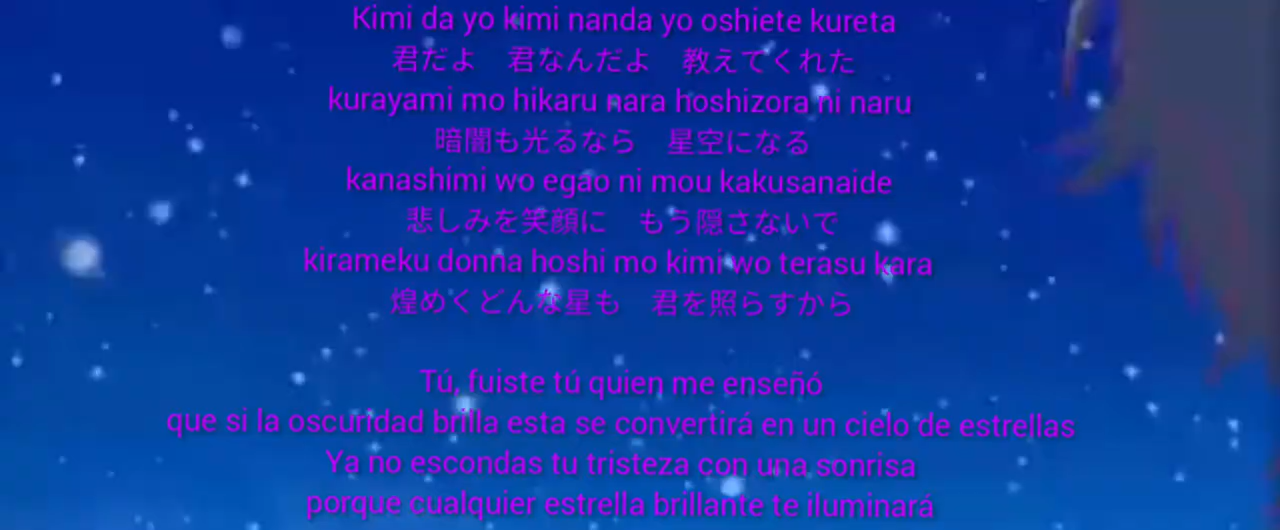 Kimi da yo kimi nanda yo oshiete kureta
君だよ　君なんだよ　教えてくれた
kurayami mo hikaru nara hoshizora ni naru
暗闇も光るなら　星空になる
kanashimi wo egao ni mou kakusanaide
悲しみを笑顔に　もう隠さないで
kirameku donna hoshi mo kimi wo terasu kara
煌めくどんな星も　君を照らすから
Tú, fuiste tú quien me enseñó
que si la oscuridad brilla esta se convertirá en un cielo de estrellas
Ya no escondas tu tristeza con una sonrisa
porque cualquier estrella brillante te iluminará